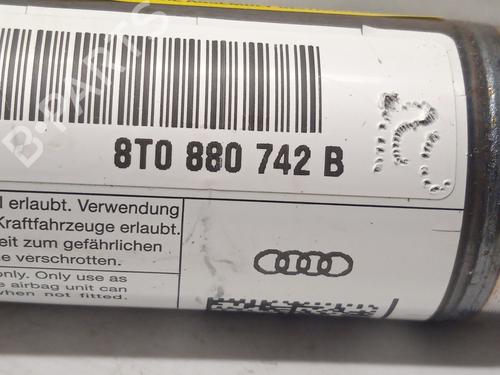 B-PARTS
8T0 880 742 B
l erlaubt. Verwendung
Kraftfahrzeuge erlaubt.
eit zum gefährlichen
e verschrotten.
only. Only use as
e airbag unit can
when not fitted.